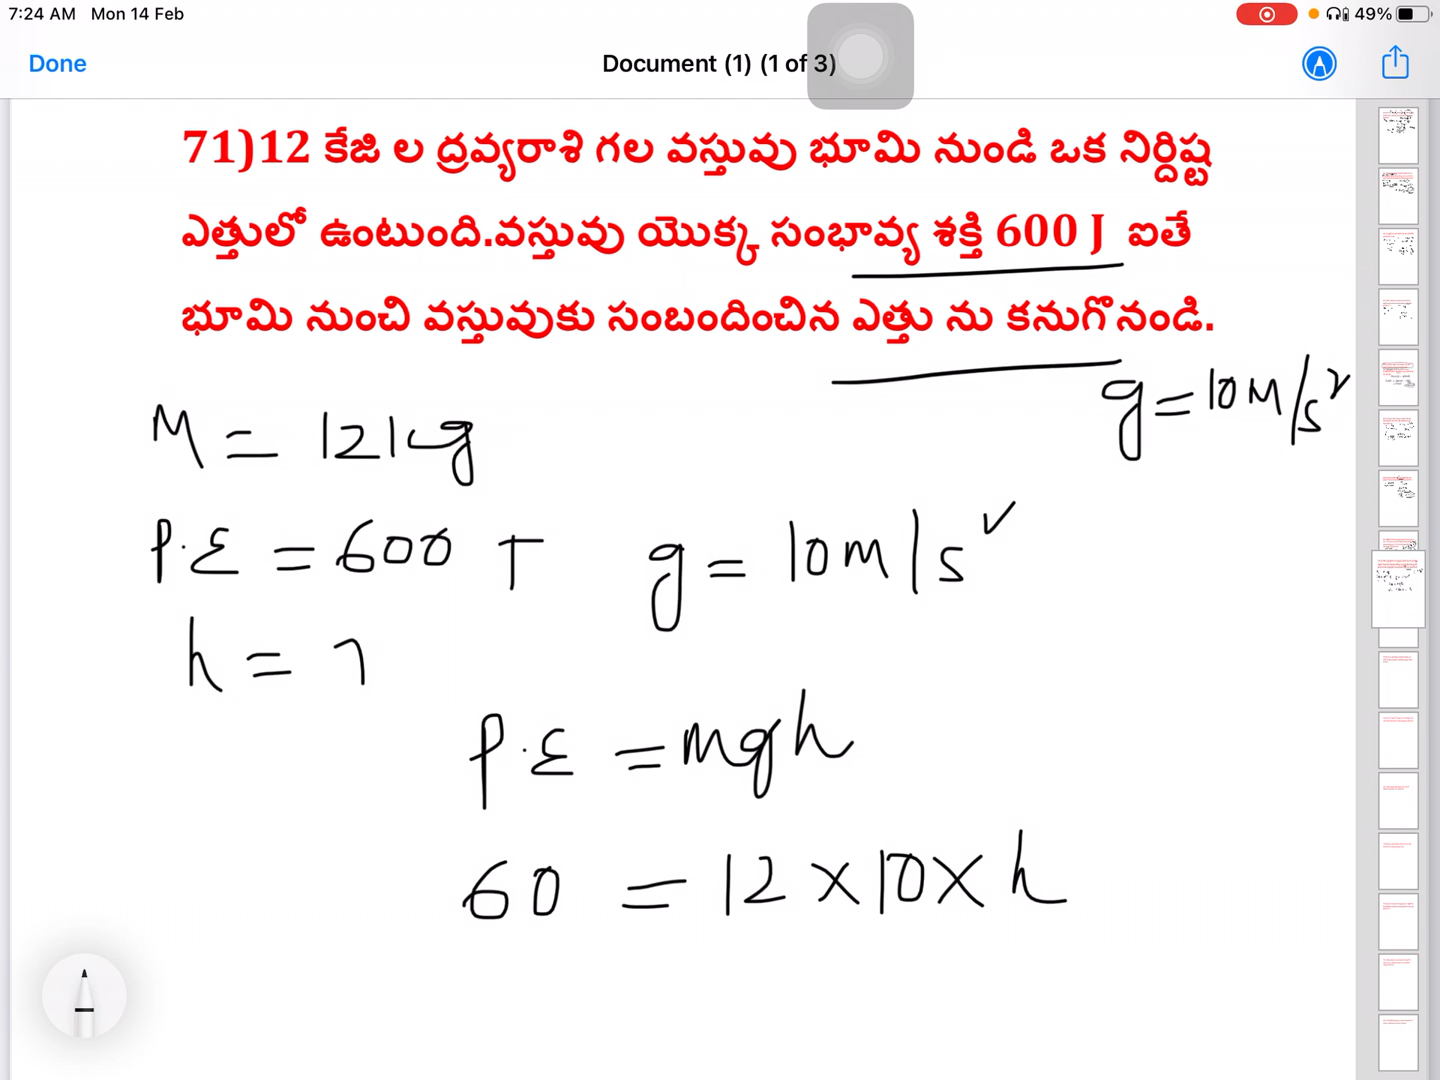 7:24 AM Mon 14 Feb
49%
Done
Document (1) (1 of 3)
71)12 కేజి ల ద్రవ్యరాశి గల వస్తువు భూమి నుండి ఒక నిర్దిష్ట
ఎత్తులో ఉంటుంది.వస్తువు యొక్క సంభావ్య శక్తి 600 J ఐతే
భూమి నుంచి వస్తువుకు సంబందించిన ఎత్తు ను కనుగొనండి.
g = 10 M/s²
M = 12 kg
P.E = 600 J g = 10 M/s²
h = ?
P.E = mgh
60 = 12 × 10 × h